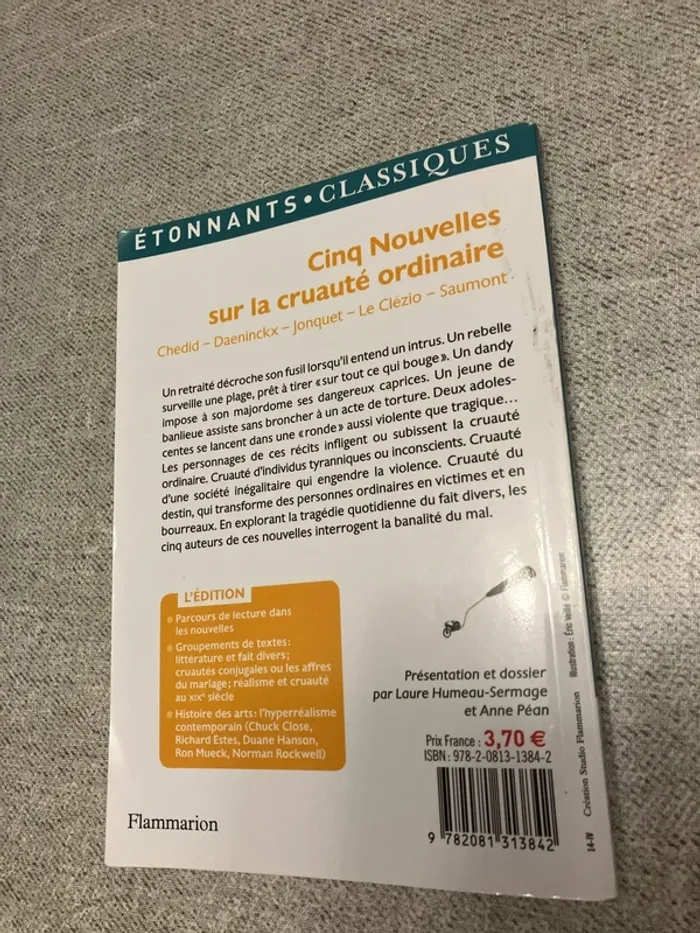 ÉTONNANTS • CLASSIQUES
Cinq Nouvelles
sur la cruauté ordinaire
Chedid – Daeninckx – Jonquet – Le Clézio – Saumont
Un retraité décroche son fusil lorsqu'il entend un intrus. Un rebelle
surveille une plage, prêt à tirer « sur tout ce qui bouge ». Un dandy
impose à son majordome ses dangereux caprices. Un jeune de
banlieue assiste sans broncher à un acte de torture. Deux adoles-
centes se lancent dans une « ronde » aussi violente que tragique...
Les personnages de ces récits infligent ou subissent la cruauté
ordinaire. Cruauté d'individus tyranniques ou inconscients. Cruauté
d'une société inégalitaire qui engendre la violence. Cruauté du
destin, qui transforme des personnes ordinaires en victimes et en
bourreaux. En explorant la tragédie quotidienne du fait divers, les
cinq auteurs de ces nouvelles interrogent la banalité du mal.
L'ÉDITION
• Parcours de lecture dans
les nouvelles
• Groupements de textes :
littérature et fait divers ;
cruautés conjugales ou les affres
du mariage ; réalisme et cruauté
au XIXe siècle
• Histoire des arts : l'hyperréalisme
contemporain (Chuck Close,
Richard Estes, Duane Hanson,
Ron Mueck, Norman Rockwell)
Présentation et dossier
par Laure Humeau-Sermage
et Anne Péan
Prix France : 3,70 €
ISBN : 978-2-0813-1384-2
9 782081 313842
Flammarion
14-IV Création Studio Flammarion Illustration : Éric Veillé © Flammarion